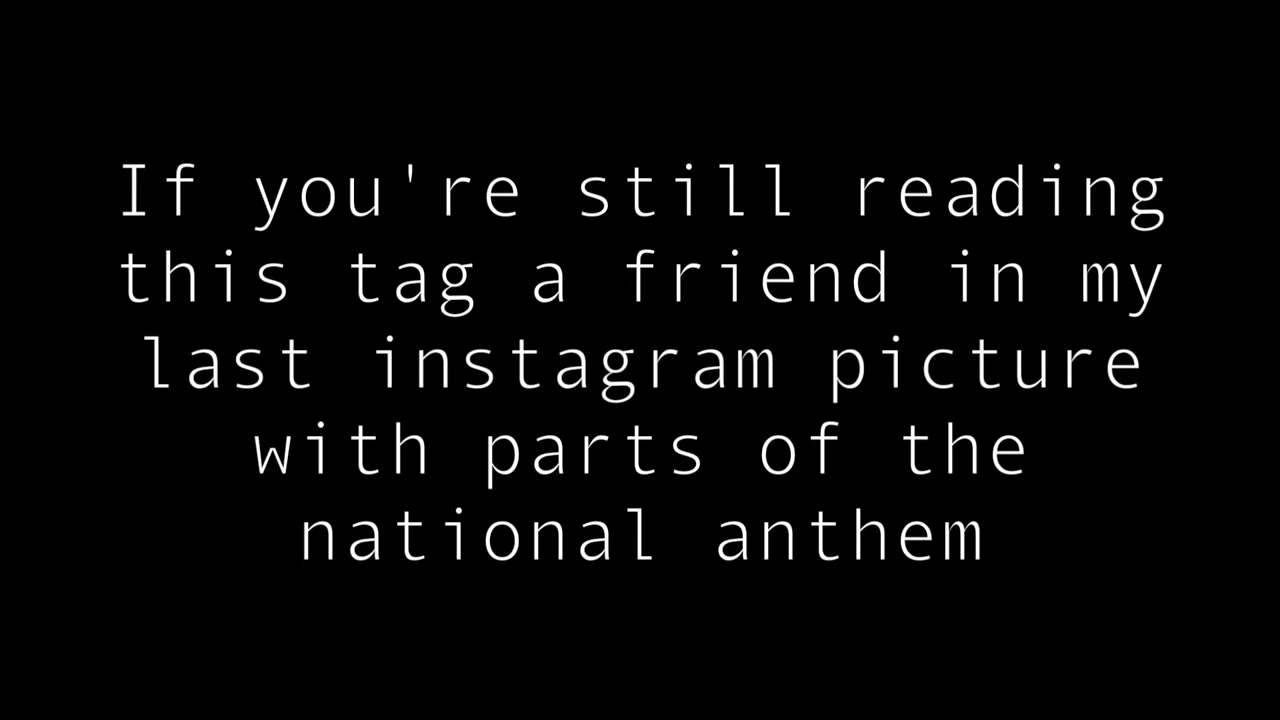 If you're still reading
this tag a friend in my
last instagram picture
with parts of the
national anthem